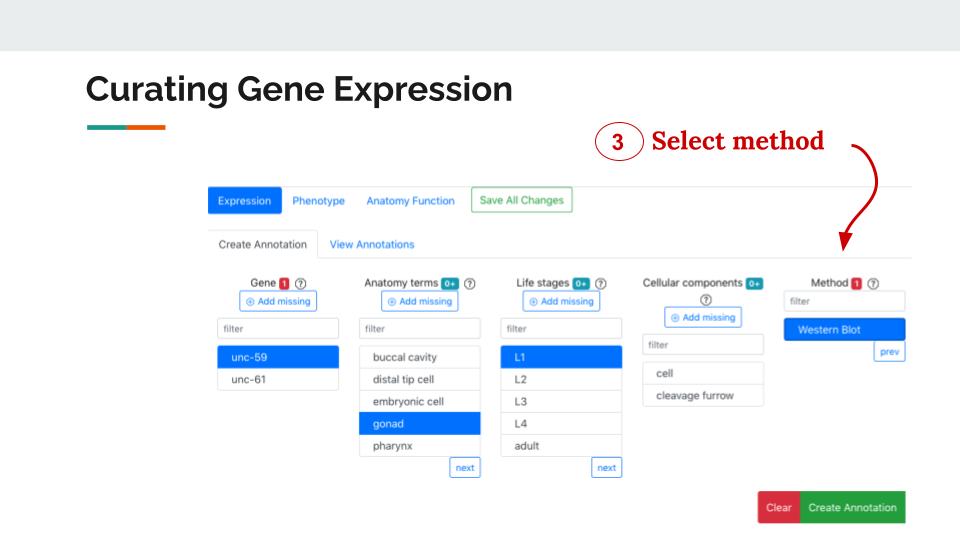 Curating Gene Expression
3 Select method
Expression Phenotype Anatomy Function Save All Changes
Create Annotation View Annotations
Gene 1 ?
Add missing
filter
unc-59
unc-61
Anatomy terms 0+ ?
Add missing
filter
buccal cavity
distal tip cell
embryonic cell
gonad
pharynx
next
Life stages 0+ ?
Add missing
filter
L1
L2
L3
L4
adult
next
Cellular components 0+
?
Add missing
filter
cell
cleavage furrow
Method 1 ?
filter
Western Blot
prev
Clear Create Annotation